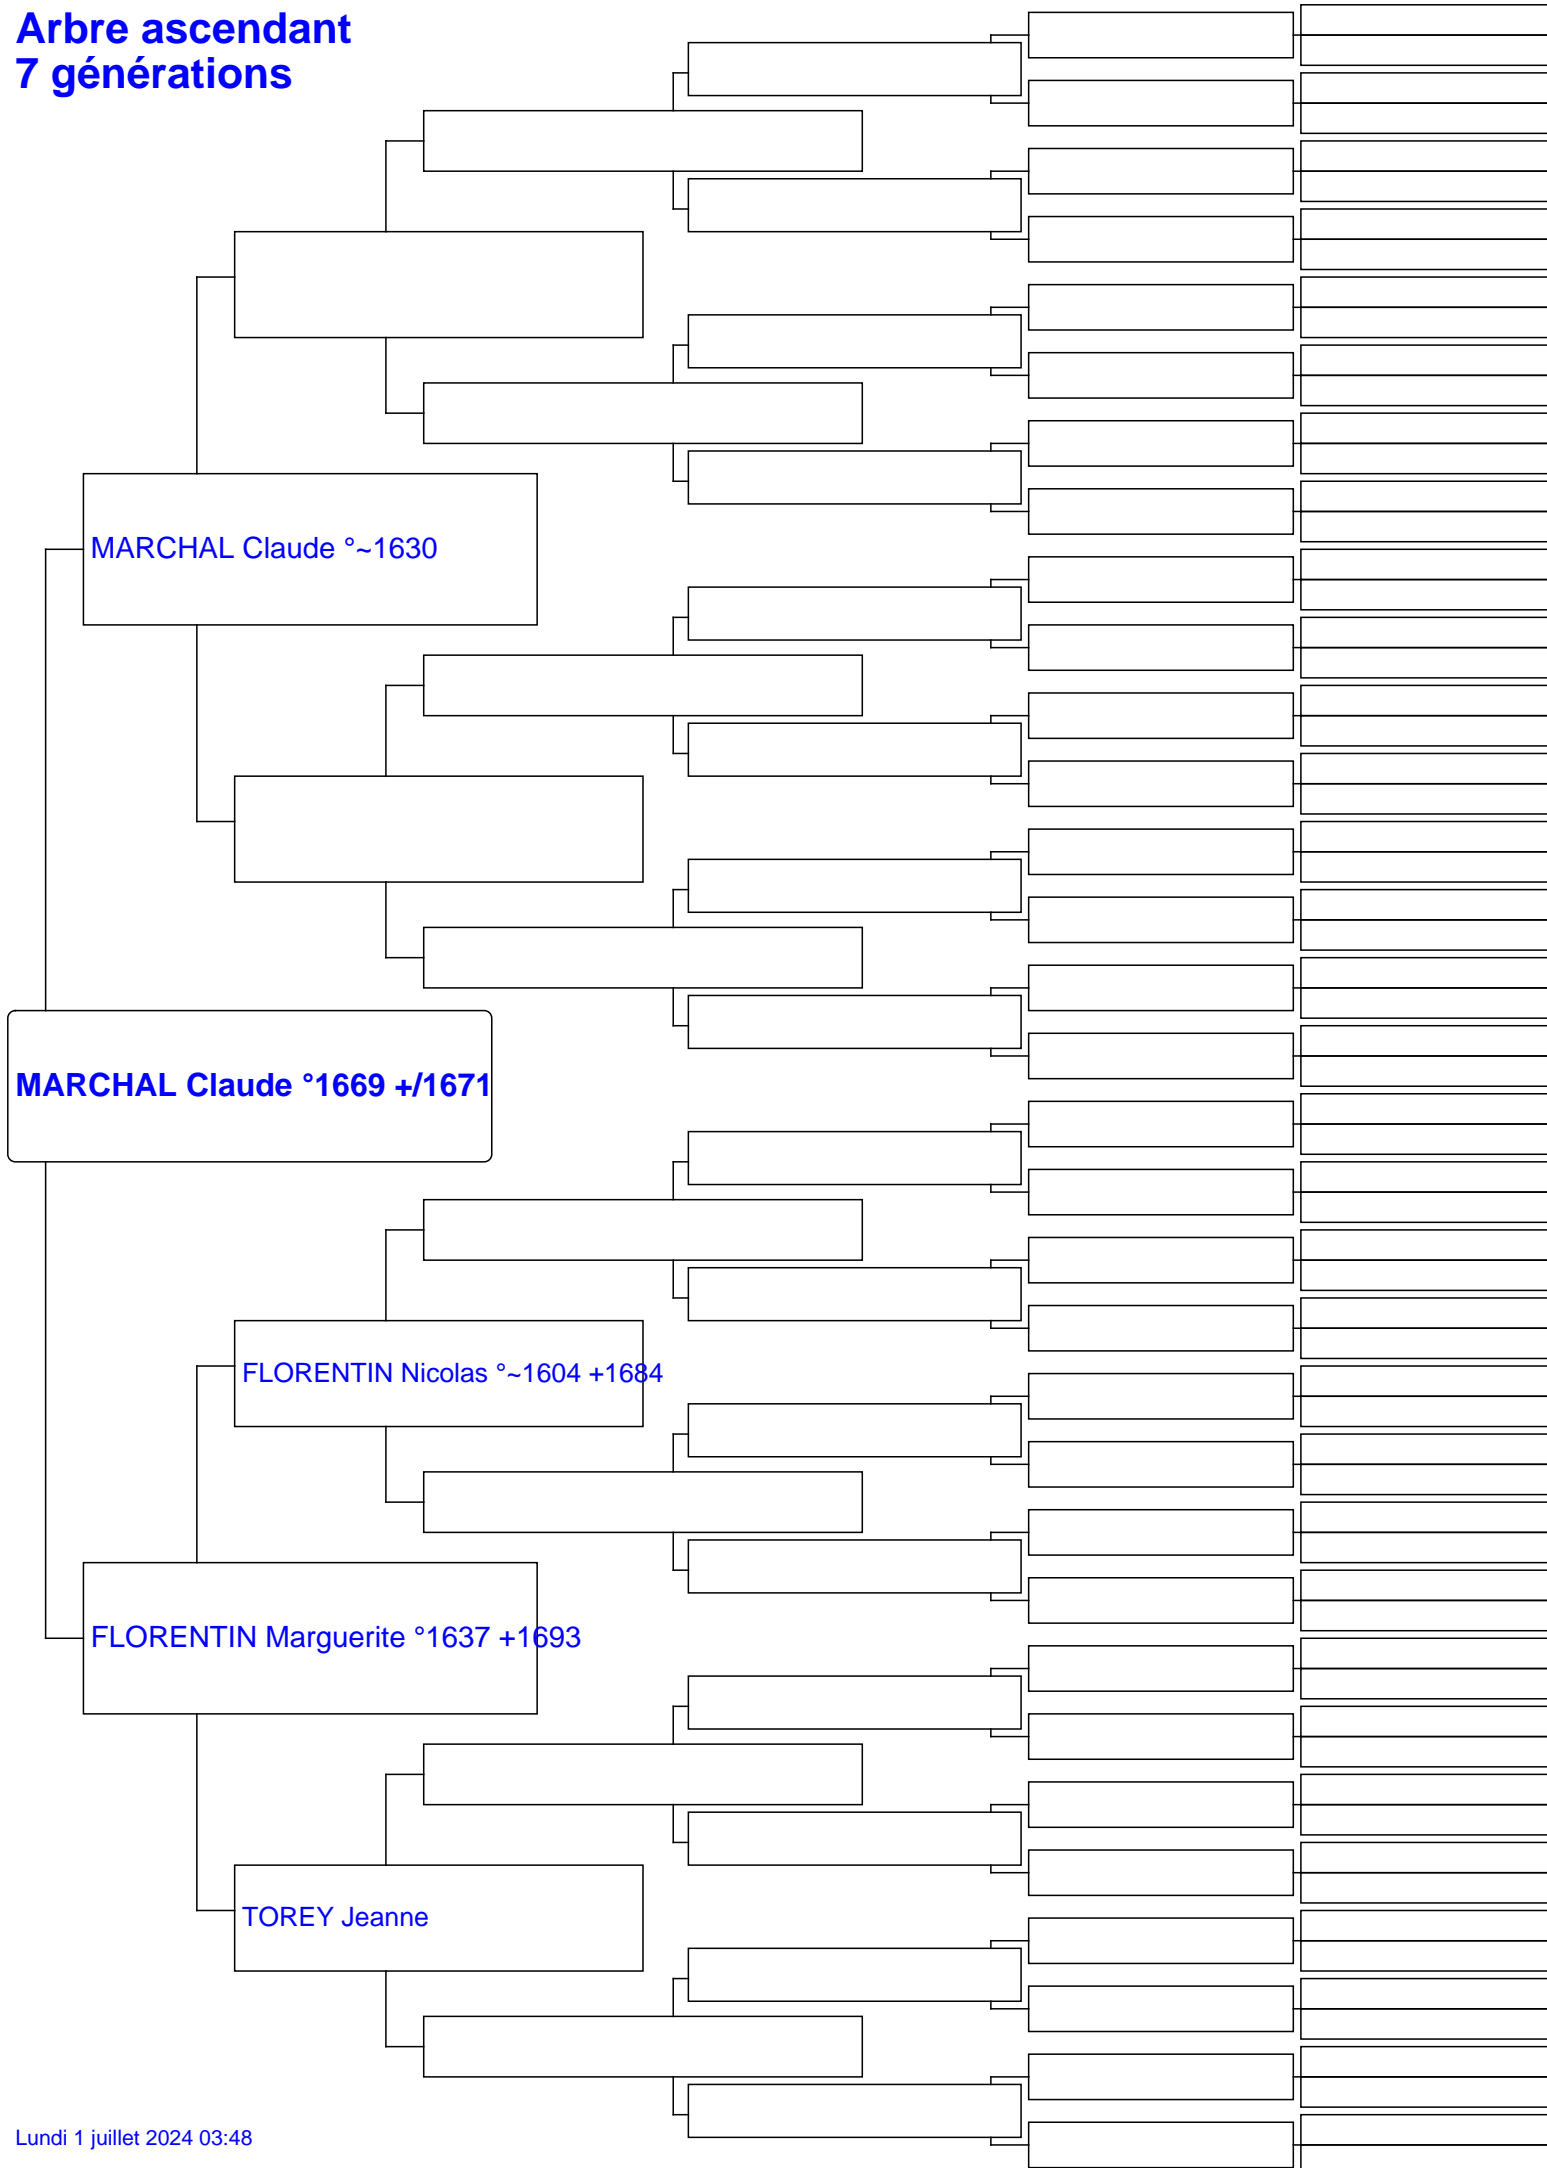 Arbre ascendant
7 générations
MARCHAL Claude °~1630
MARCHAL Claude °1669 +/1671
FLORENTIN Nicolas °~1604 +1684
FLORENTIN Marguerite °1637 +1693
TOREY Jeanne
Lundi 1 juillet 2024 03:48